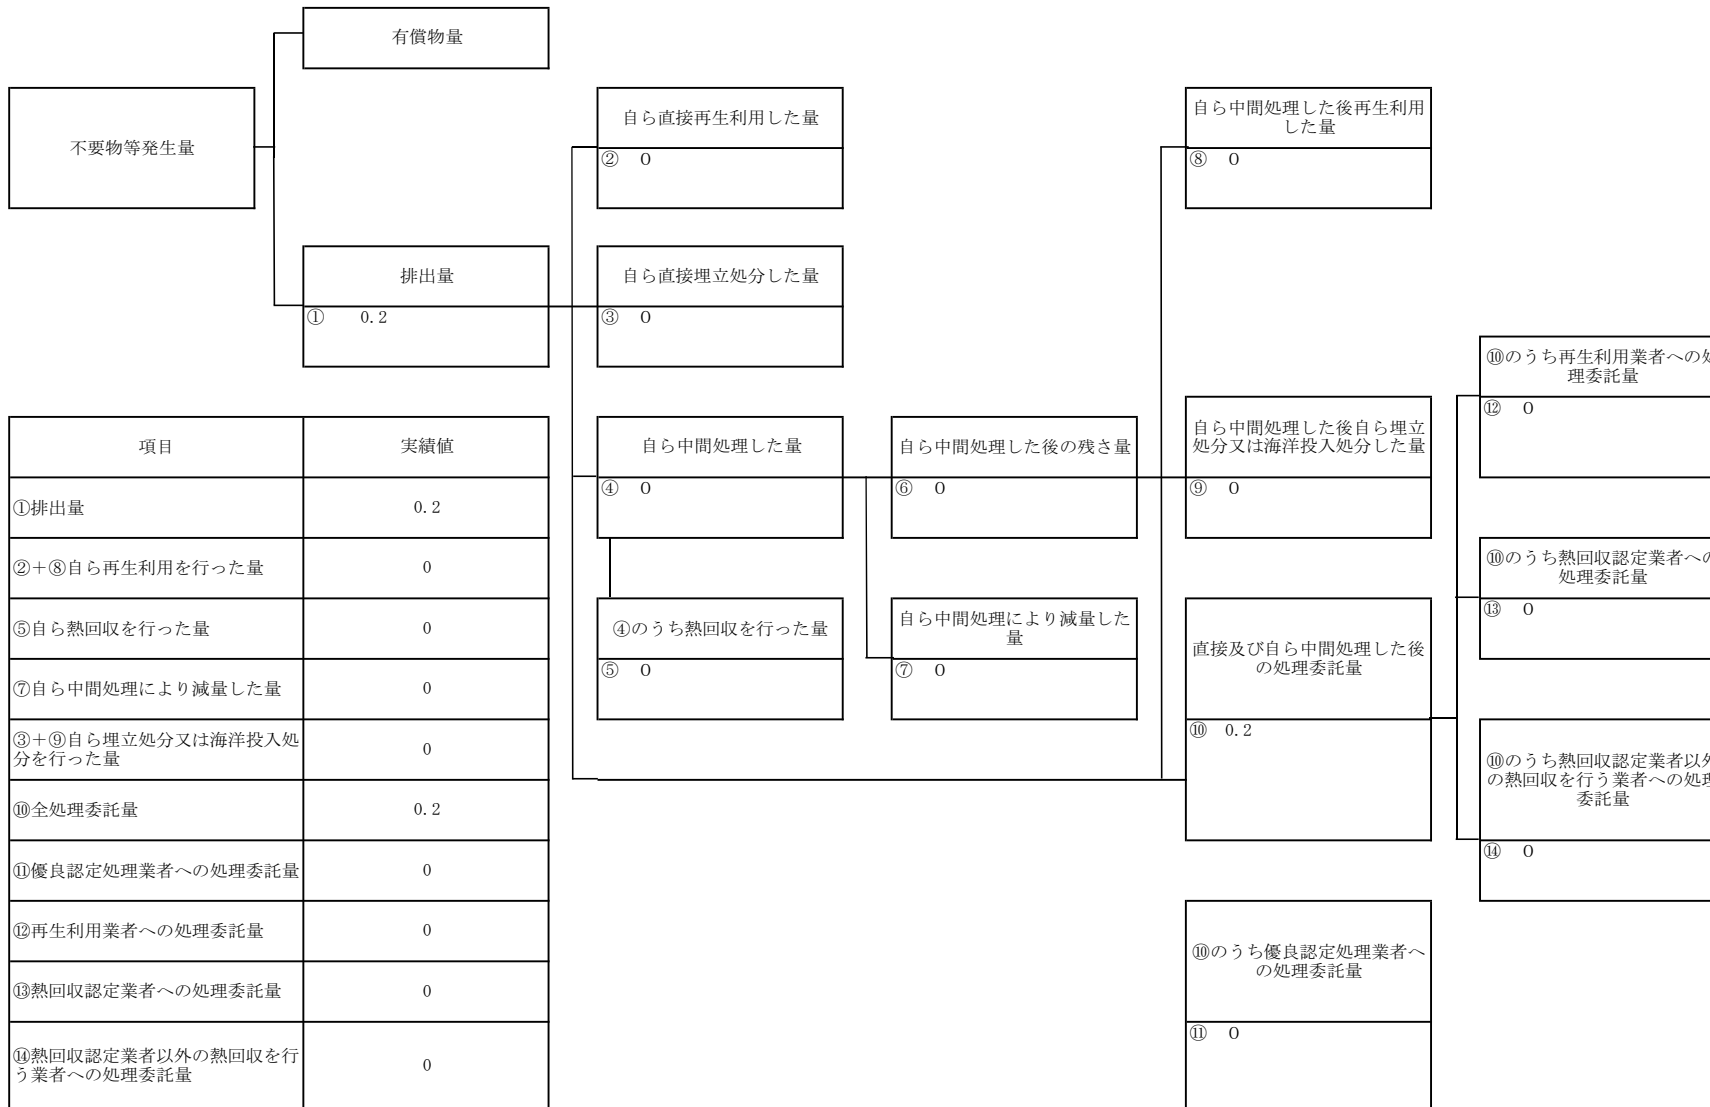 有償物量
不要物等発生量
自ら直接再生利用した量
② 0
自ら中間処理した後再生利用
した量
⑧ 0
排出量
① 0.2
自ら直接埋立処分した量
③ 0
⑩のうち再生利用業者への処
理委託量
⑫ 0
項目 実績値
①排出量 0.2
②+⑧自ら再生利用を行った量 0
⑤自ら熱回収を行った量 0
⑦自ら中間処理により減量した量 0
③+⑨自ら埋立処分又は海洋投入処
分を行った量 0
⑩全処理委託量 0.2
⑪優良認定処理業者への処理委託量 0
⑫再生利用業者への処理委託量 0
⑬熱回収認定業者への処理委託量 0
⑭熱回収認定業者以外の熱回収を行
う業者への処理委託量 0
自ら中間処理した量
④ 0
自ら中間処理した後の残さ量
⑥ 0
自ら中間処理した後自ら埋立
処分又は海洋投入処分した量
⑨ 0
④のうち熱回収を行った量
⑤ 0
自ら中間処理により減量した
量
⑦ 0
直接及び自ら中間処理した後
の処理委託量
⑩ 0.2
⑩のうち熱回収認定業者への
処理委託量
⑬ 0
⑩のうち熱回収認定業者以外
の熱回収を行う業者への処理
委託量
⑭ 0
⑩のうち優良認定処理業者へ
の処理委託量
⑪ 0